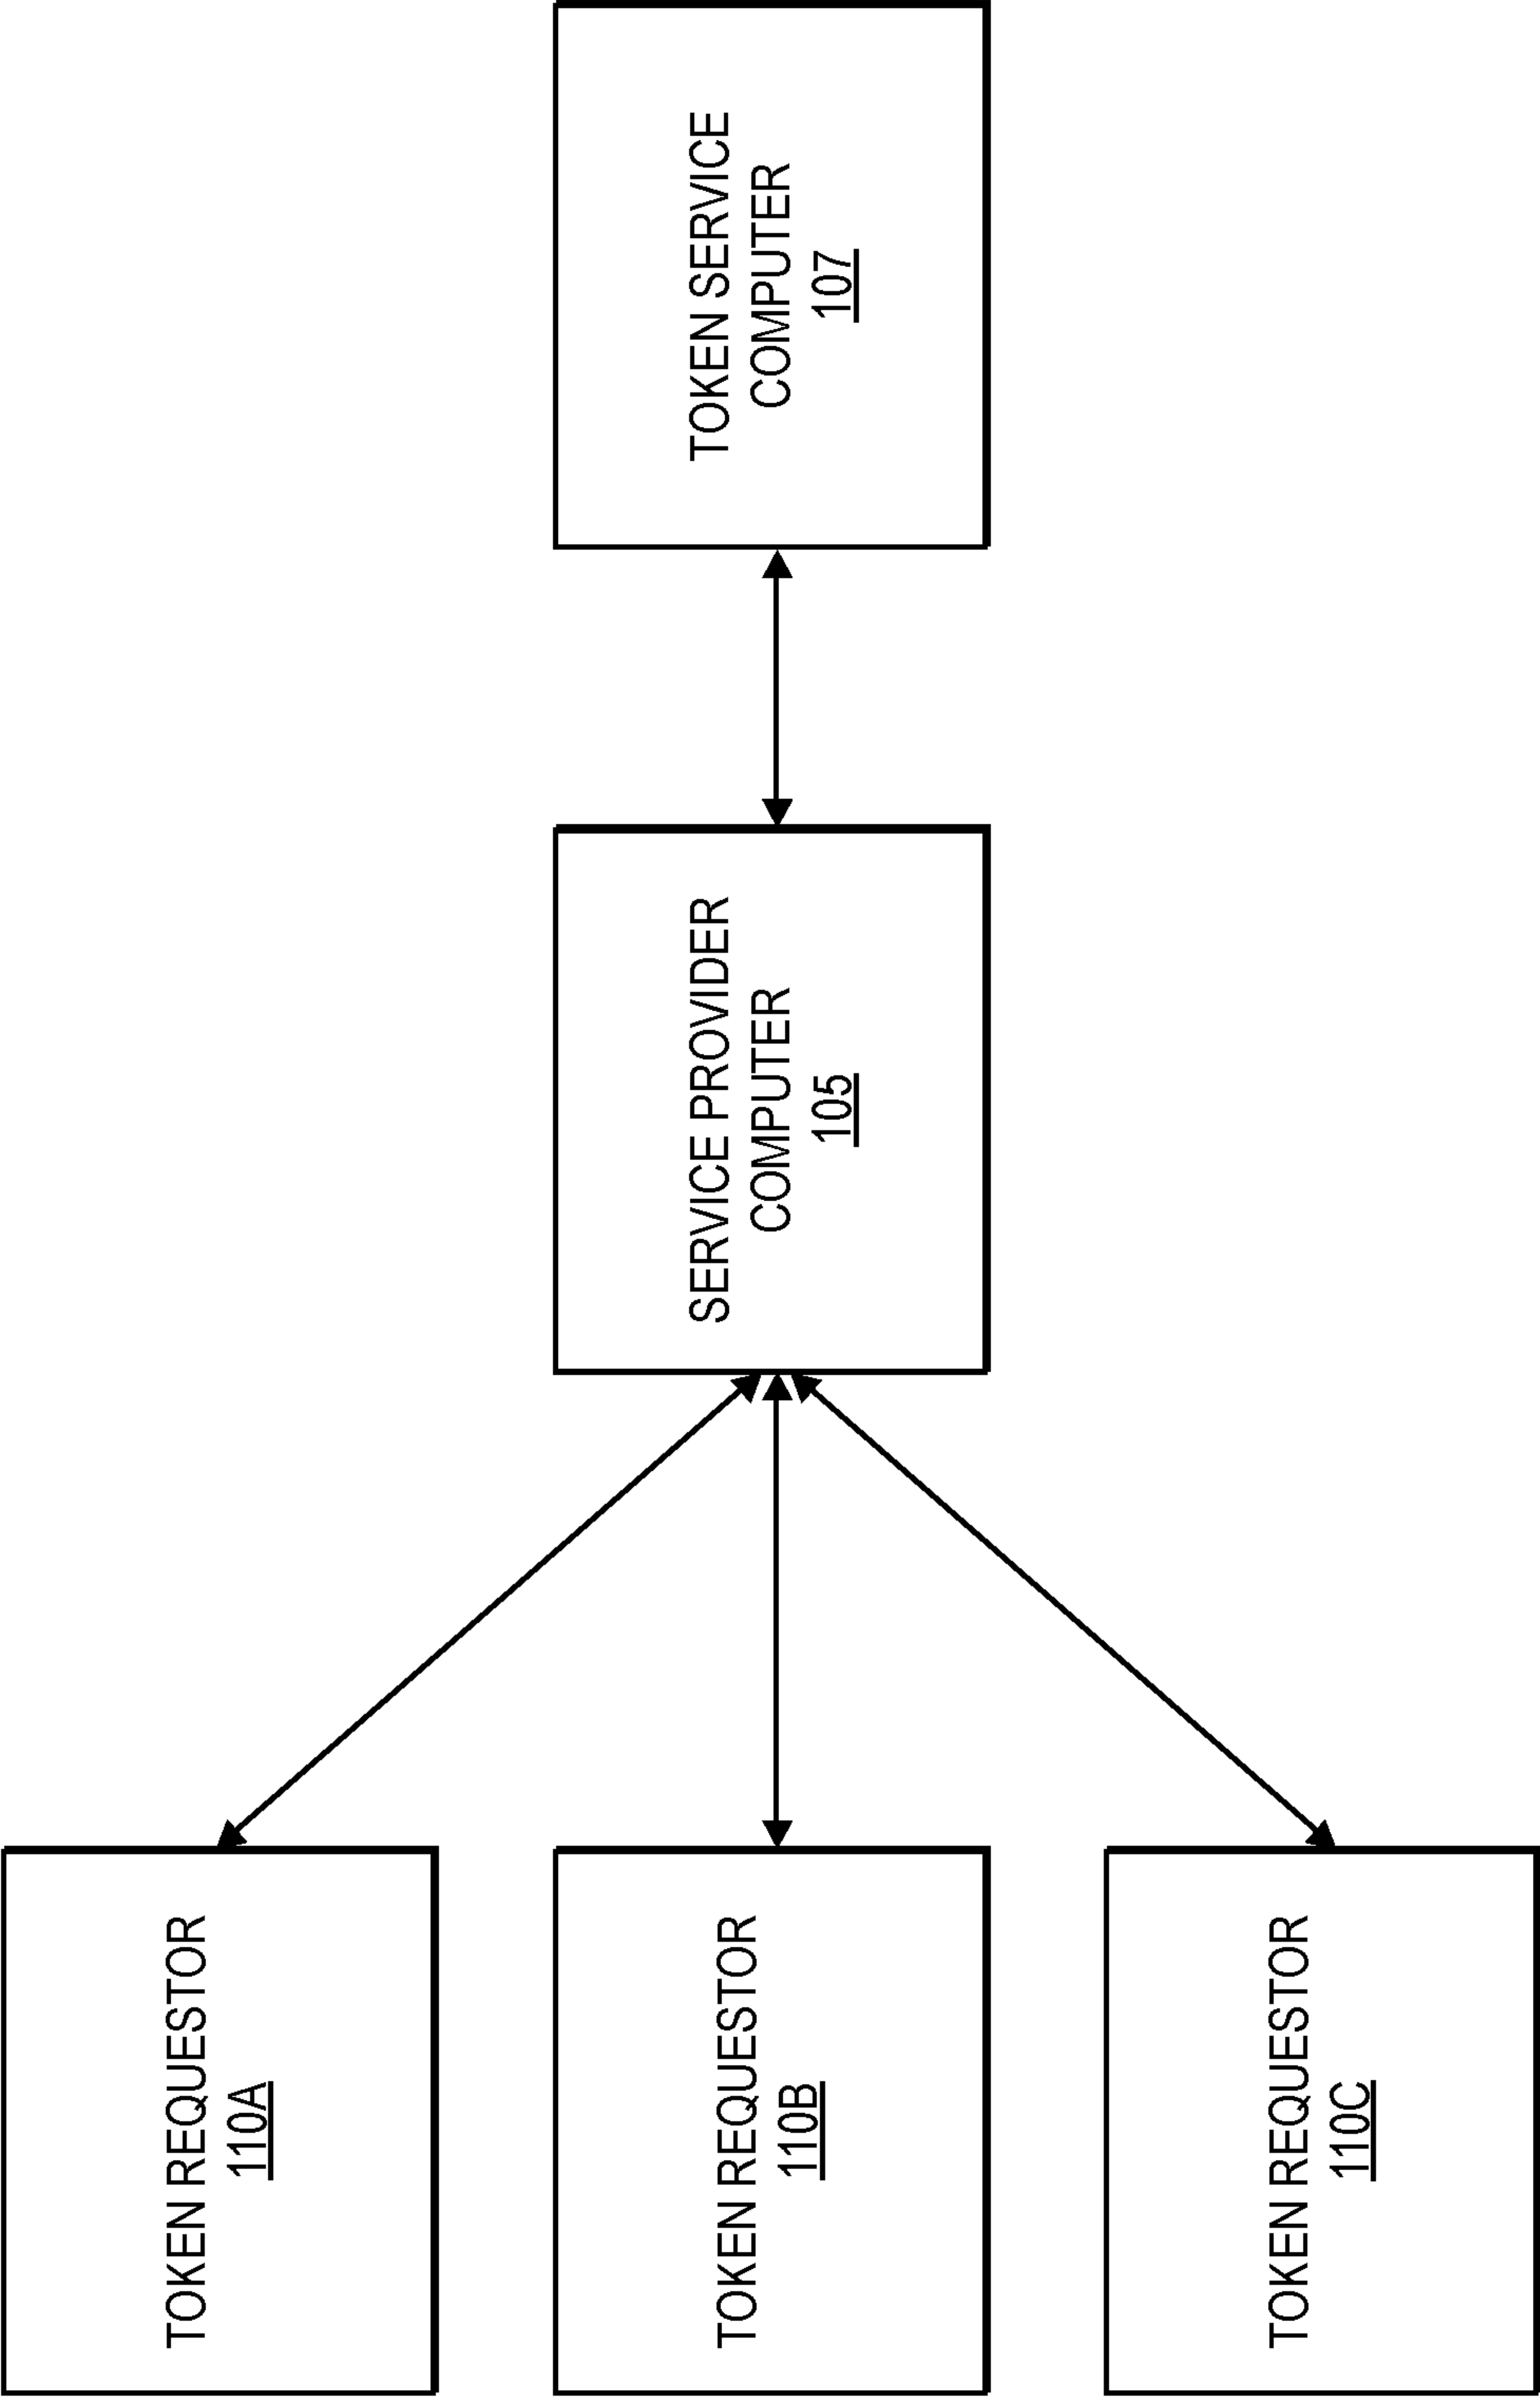 TOKEN REQUESTOR
110A
TOKEN REQUESTOR
110B
TOKEN REQUESTOR
110C
SERVICE PROVIDER
COMPUTER
105
TOKEN SERVICE
COMPUTER
107